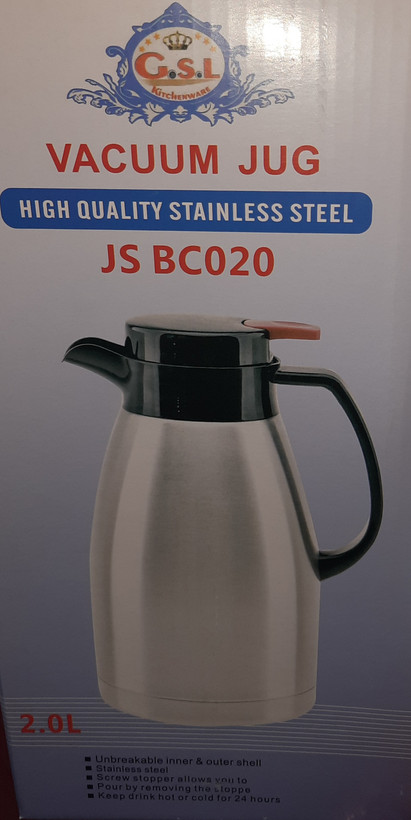 G.S.L
KITCHENWARE
VACUUM JUG
HIGH QUALITY STAINLESS STEEL
JS BC020
2.0L
Unbreakable inner & outer shell
Stainless steel
Screw stopper allows you to
Pour by removing the stoppe
Keep drink hot or cold for 24 hours